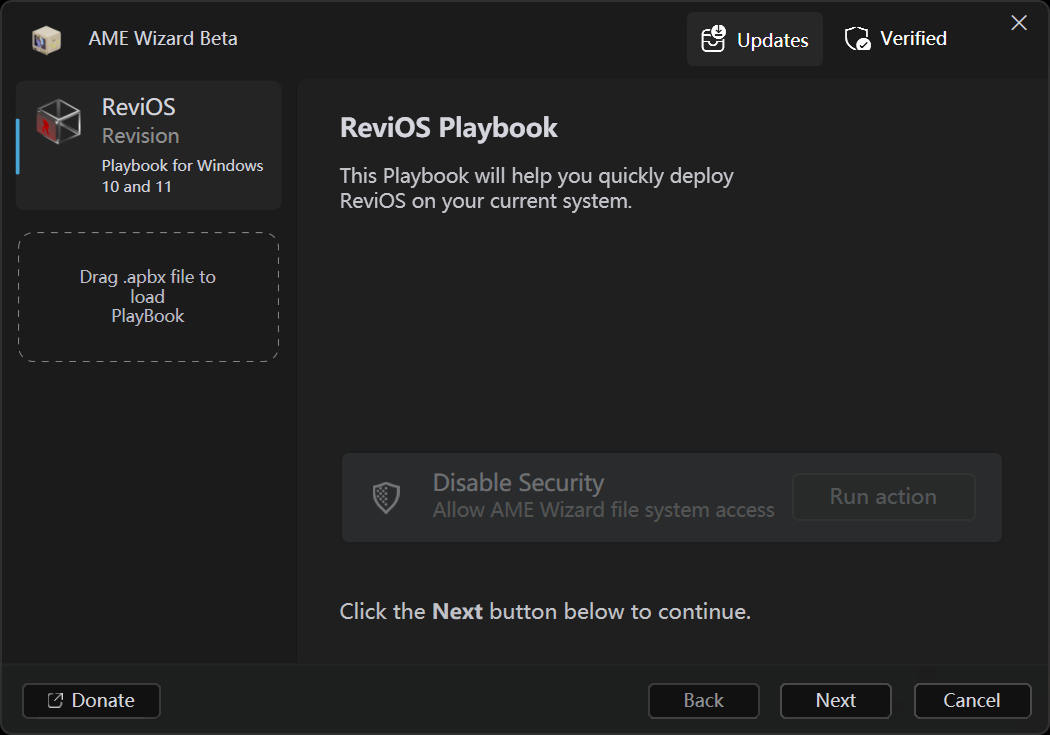 AME Wizard Beta
Updates
Verified
ReviOS
Revision
Playbook for Windows
10 and 11
Drag .apbx file to
load
PlayBook
ReviOS Playbook
This Playbook will help you quickly deploy
ReviOS on your current system.
Disable Security
Allow AME Wizard file system access
Run action
Click the Next button below to continue.
Donate
Back
Next
Cancel